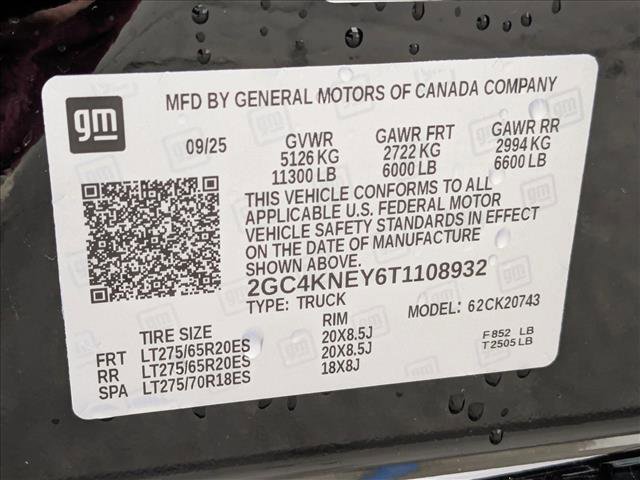 gm
MFD BY GENERAL MOTORS OF CANADA COMPANY
09/25 GVWR GAWR FRT GAWR RR
5126 KG 2722 KG 2994 KG
11300 LB 6000 LB 6600 LB
THIS VEHICLE CONFORMS TO ALL
APPLICABLE U.S. FEDERAL MOTOR
VEHICLE SAFETY STANDARDS IN EFFECT
ON THE DATE OF MANUFACTURE
SHOWN ABOVE.
2GC4KNEY6T1108932
TYPE: TRUCK MODEL: 62CK20743
TIRE SIZE RIM
FRT LT275/65R20ES 20X8.5J F 852 LB
RR LT275/65R20ES 20X8.5J T 2505 LB
SPA LT275/70R18ES 18X8J